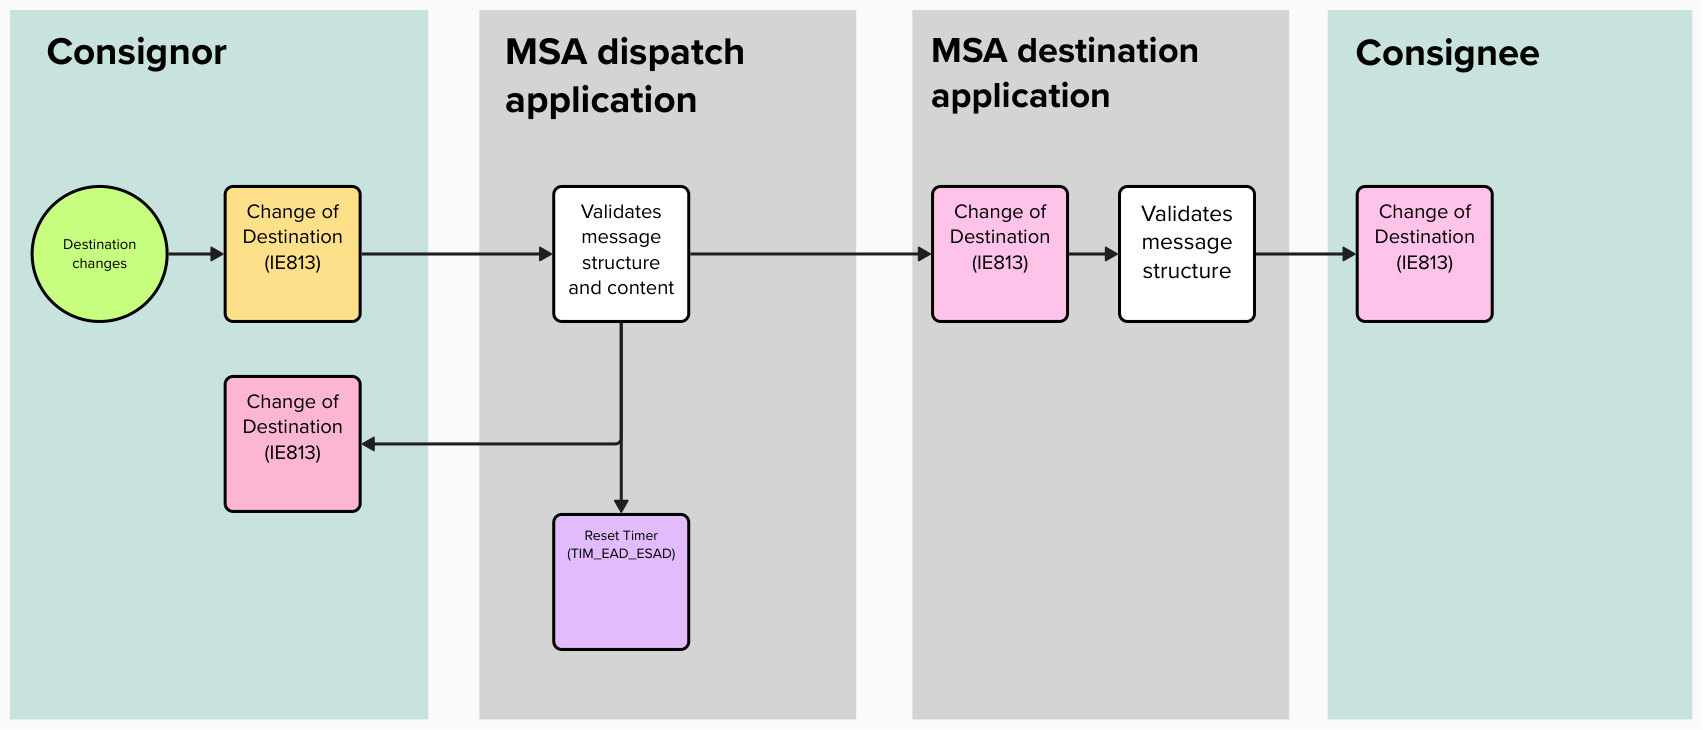 Consignor
MSA dispatch
application
MSA destination
application
Consignee
Destination
changes
Change of
Destination
(IE813)
Validates
message
structure
and content
Change of
Destination
(IE813)
Validates
message
structure
Change of
Destination
(IE813)
Change of
Destination
(IE813)
Reset Timer
(TIM_EAD_ESAD)